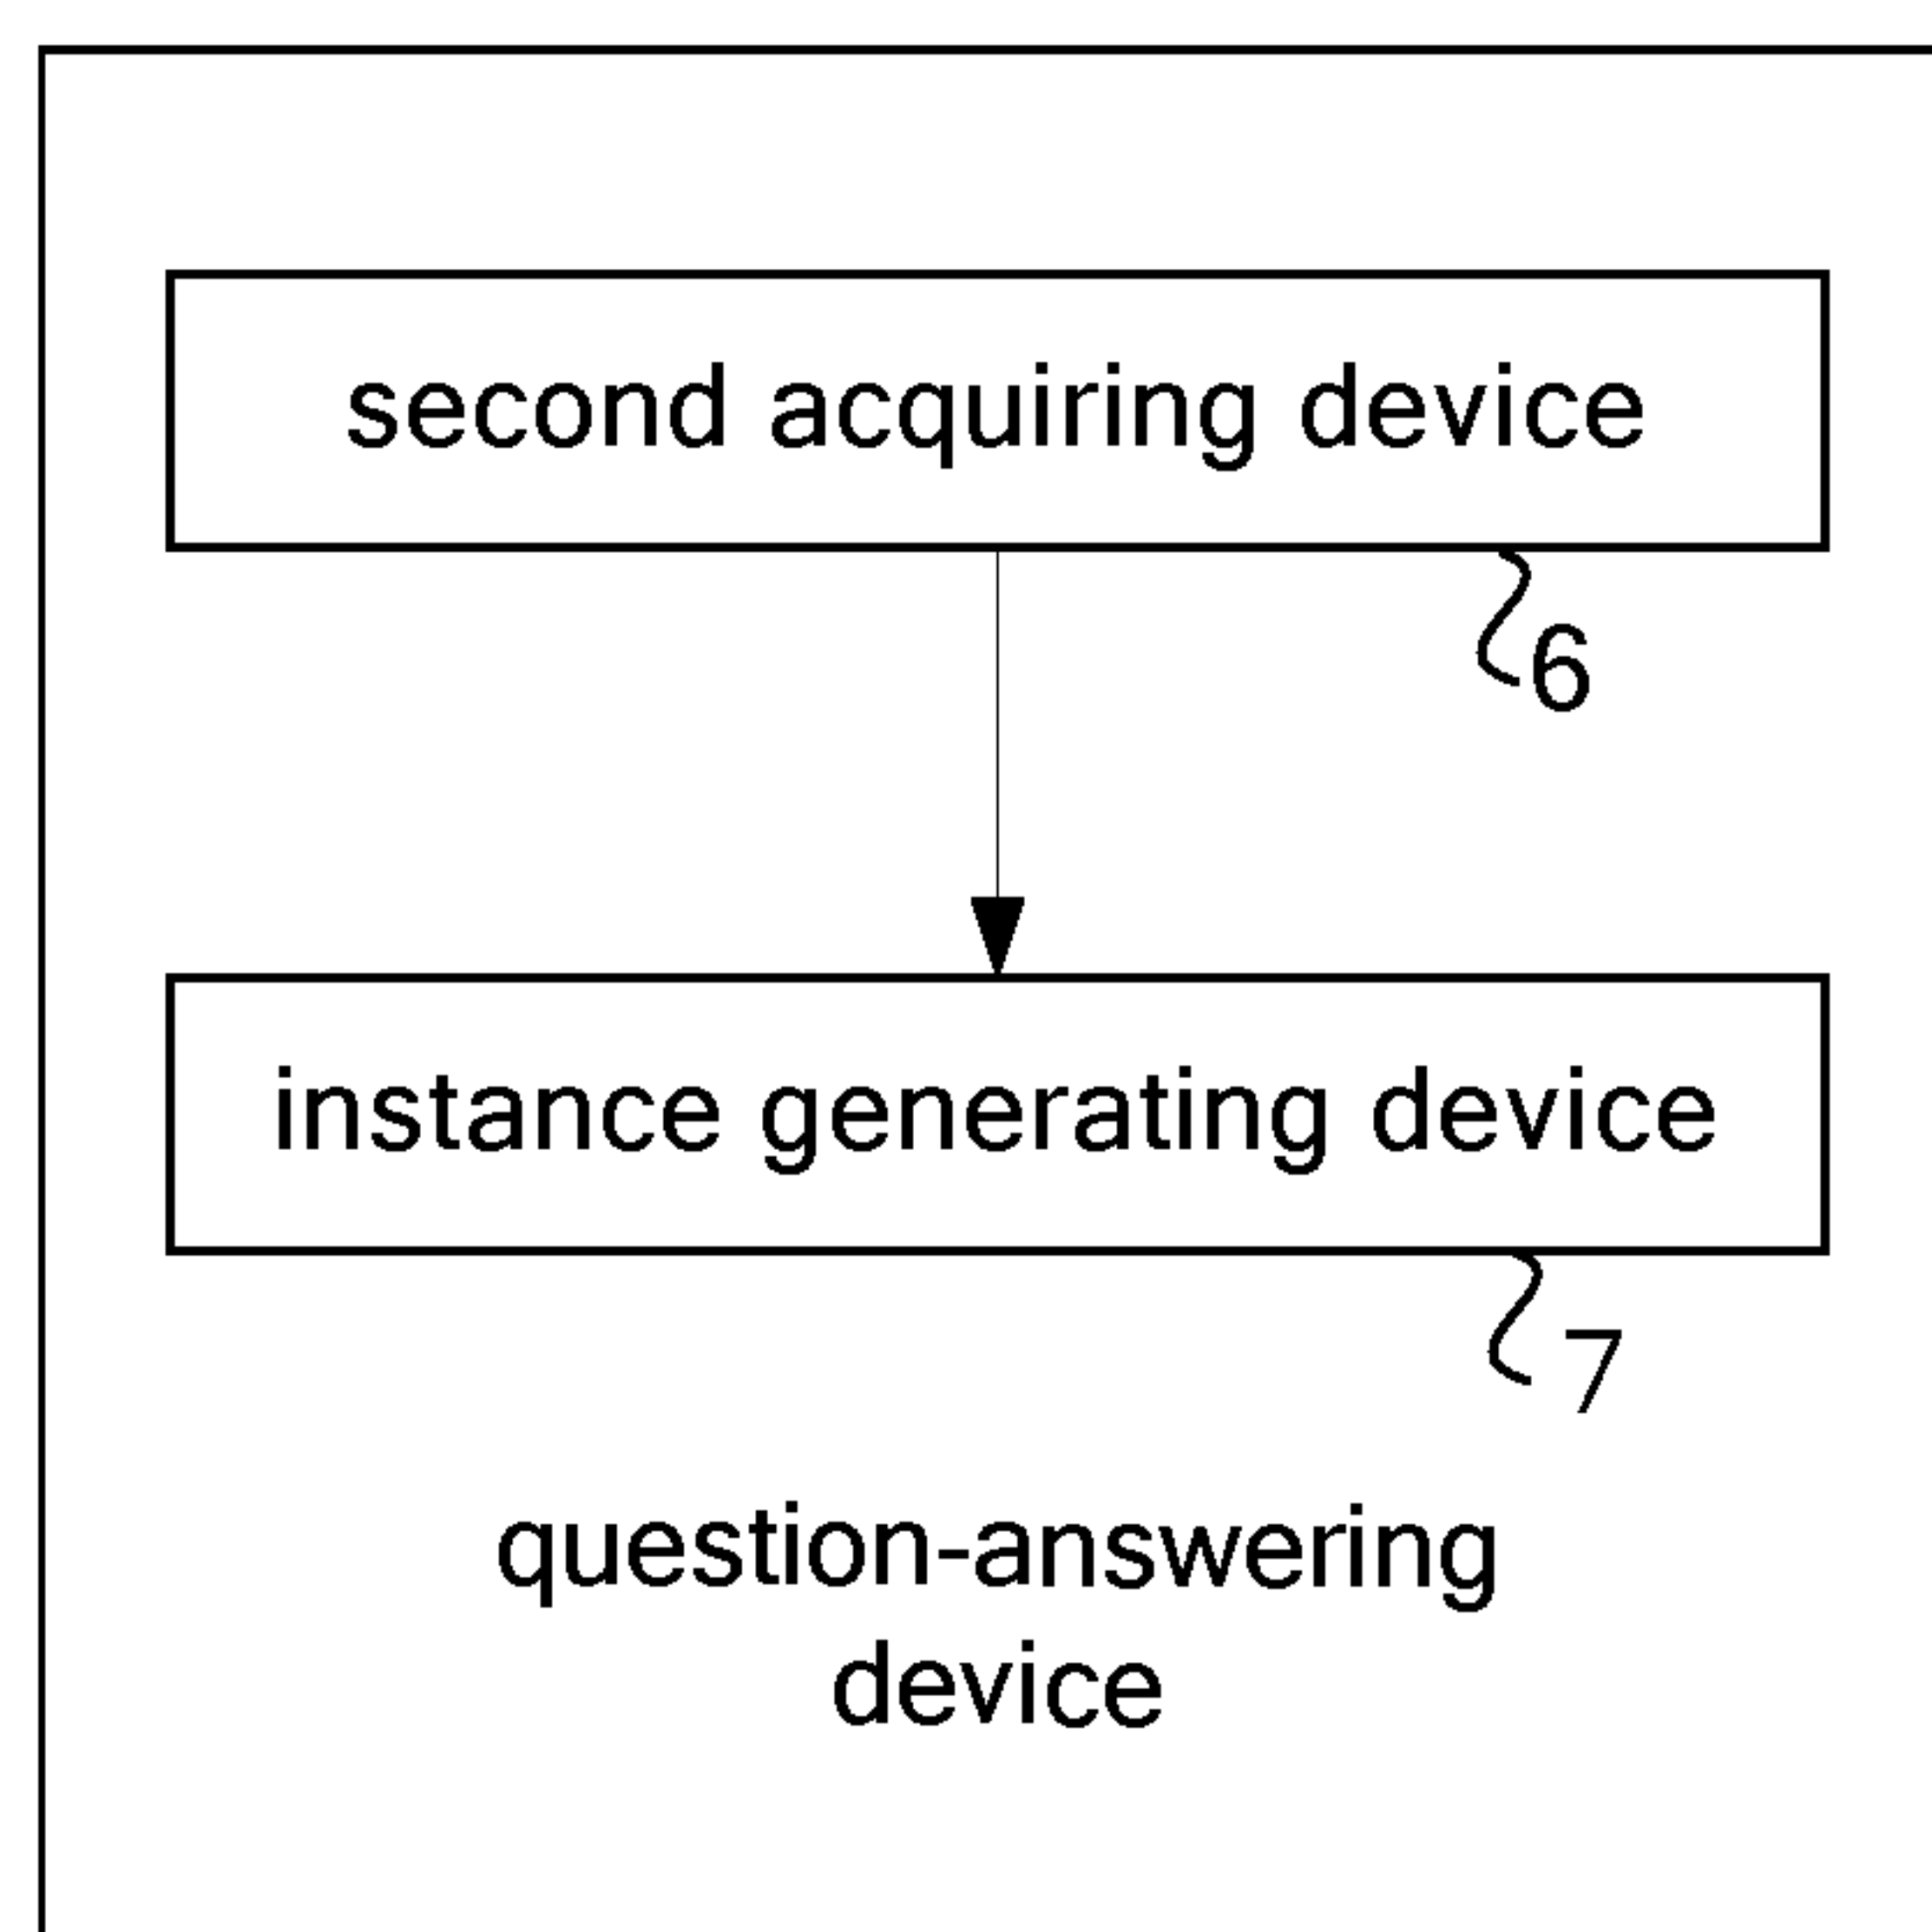 second acquiring device
6
instance generating device
7
question-answering
device